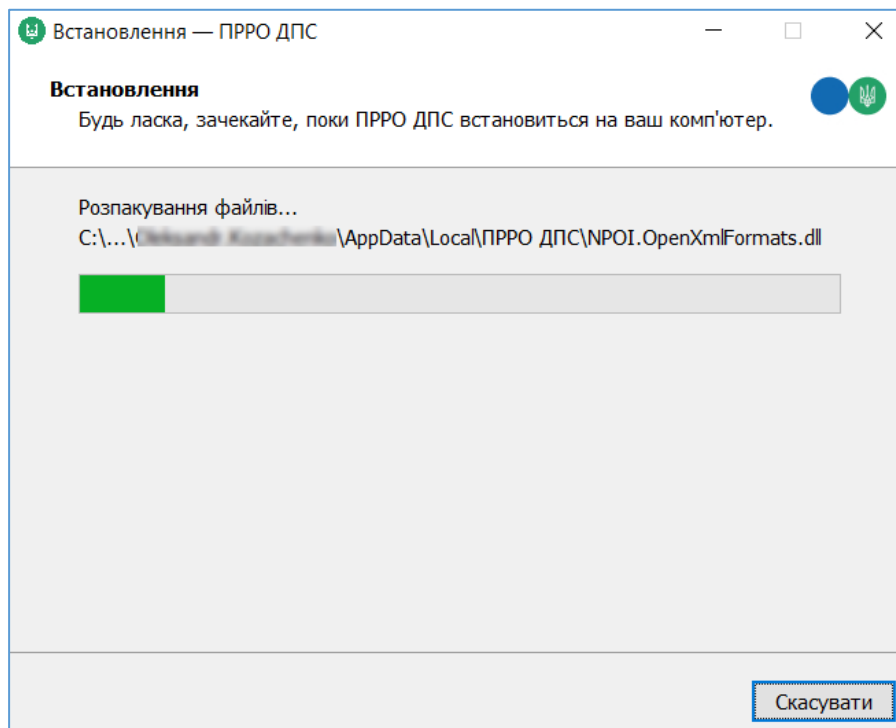 Встановлення — ПРРО ДПС
Встановлення
Будь ласка, зачекайте, поки ПРРО ДПС встановиться на ваш комп'ютер.
Розпакування файлів...
C:\...\ \AppData\Local\ПРРО ДПС\NPOI.OpenXmlFormats.dll
Скасувати